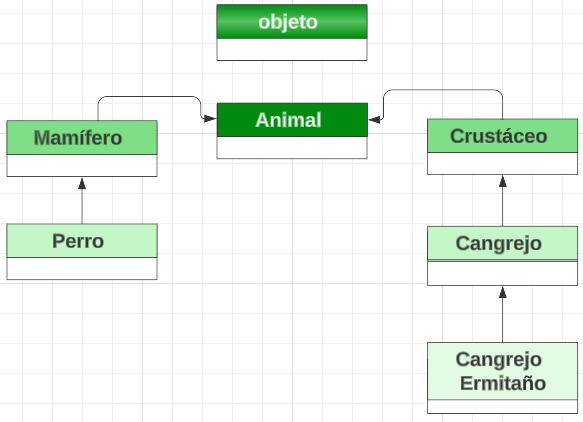 objeto
Animal
Mamífero
Crustáceo
Perro
Cangrejo
Cangrejo
Ermitaño